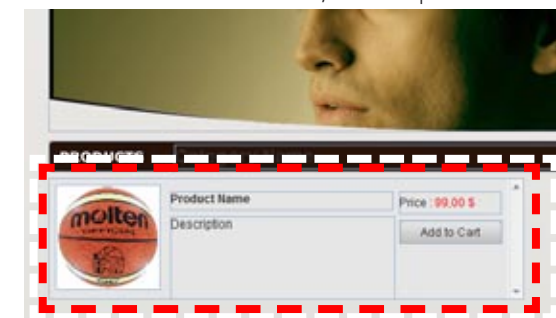 PRODUCTS
molten
Product Name
Description
Price : 99,00 $
Add to Cart